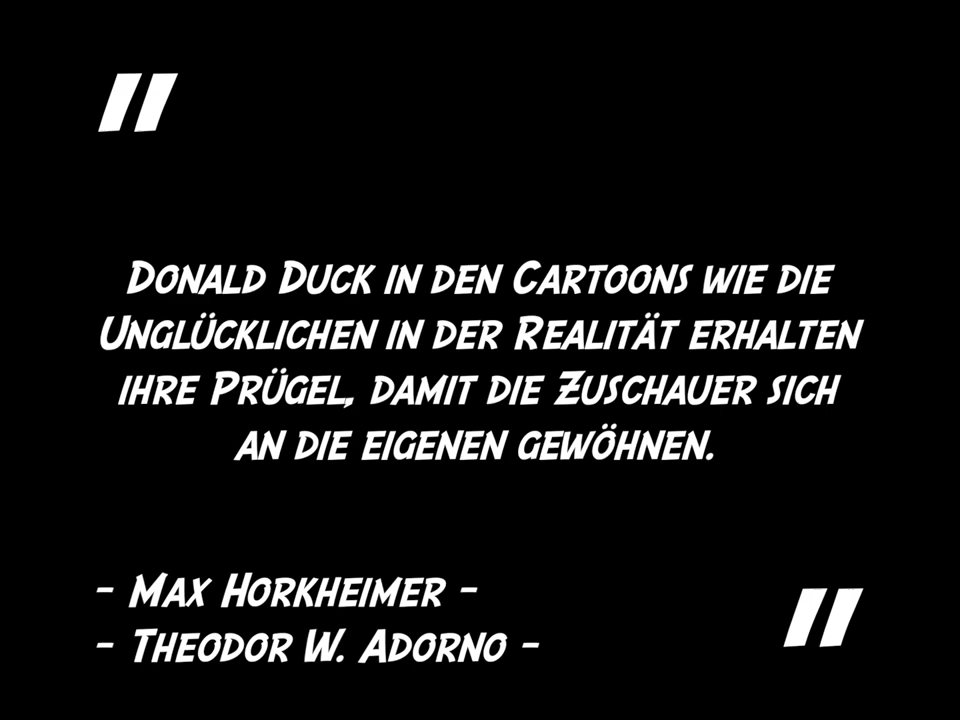 "
Donald Duck in den Cartoons wie die
Unglücklichen in der Realität erhalten
ihre Prügel, damit die Zuschauer sich
an die eigenen gewöhnen.
- Max Horkheimer -
- Theodor W. Adorno -
"